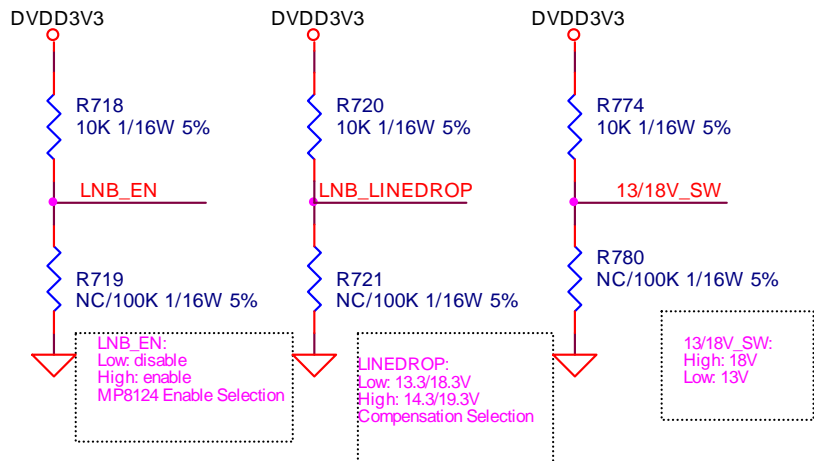 DVDD3V3
DVDD3V3
DVDD3V3
R718
10K 1/16W 5%
R720
10K 1/16W 5%
R774
10K 1/16W 5%
LNB_EN
LNB_LINEDROP
13/18V_SW
R719
NC/100K 1/16W 5%
R721
NC/100K 1/16W 5%
R780
NC/100K 1/16W 5%
LNB_EN:
Low: disable
High: enable
MP8124 Enable Selection
LINEDROP:
Low: 13.3/18.3V
High: 14.3/19.3V
Compensation Selection
13/18V_SW:
High: 18V
Low: 13V